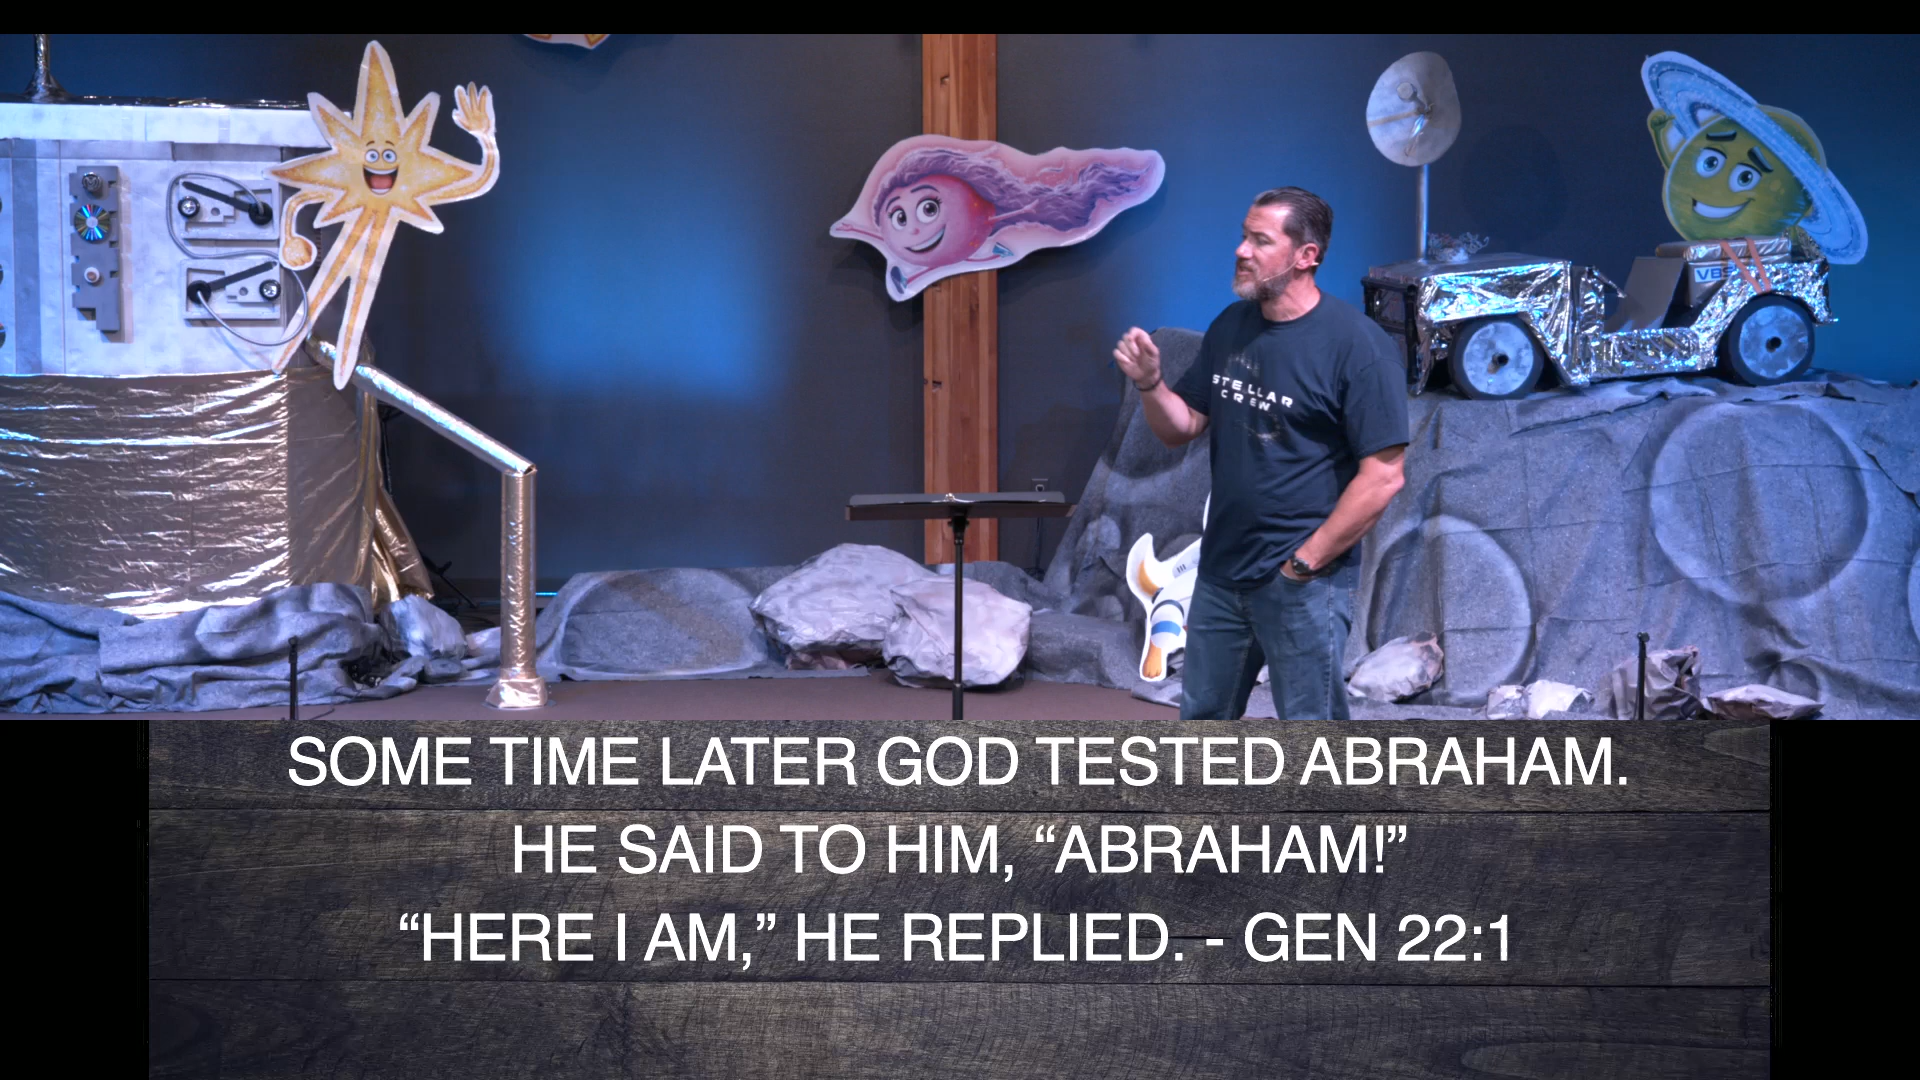 VBS
STELLAR
CREW
SOME TIME LATER GOD TESTED ABRAHAM.
HE SAID TO HIM, “ABRAHAM!”
“HERE I AM,” HE REPLIED. - GEN 22:1